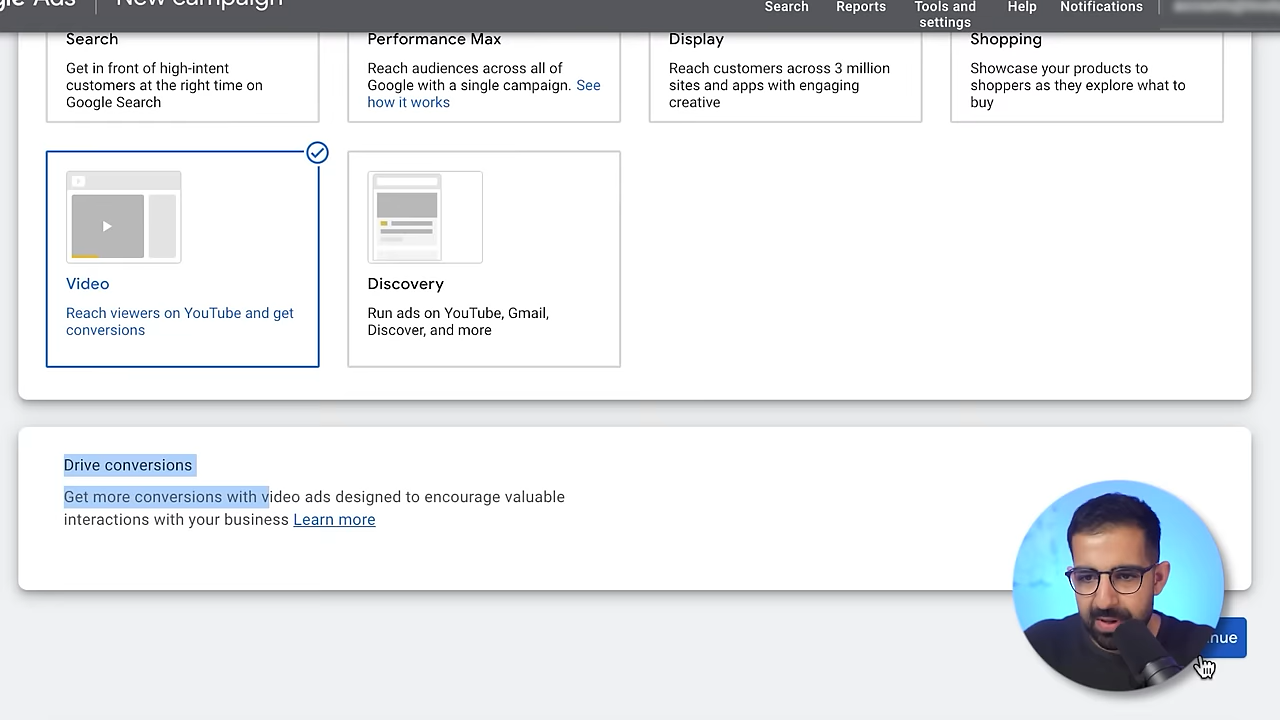 Ads | New campaign
Search
Reports
Tools and
settings
Help
Notifications
Search
Get in front of high-intent
customers at the right time on
Google Search
Performance Max
Reach audiences across all of
Google with a single campaign. See
how it works
Display
Reach customers across 3 million
sites and apps with engaging
creative
Shopping
Showcase your products to
shoppers as they explore what to
buy
Video
Reach viewers on YouTube and get
conversions
Discovery
Run ads on YouTube, Gmail,
Discover, and more
Drive conversions
Get more conversions with video ads designed to encourage valuable
interactions with your business Learn more
nue